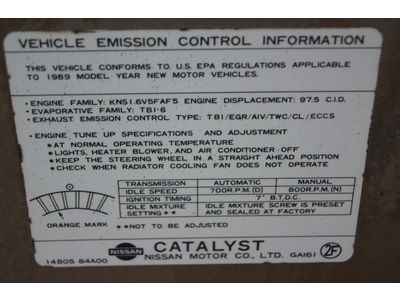 VEHICLE EMISSION CONTROL INFORMATION
THIS VEHICLE CONFORMS TO U.S. EPA REGULATIONS APPLICABLE
TO 1989 MODEL YEAR NEW MOTOR VEHICLES.
•ENGINE FAMILY: KNS1.6V5FAF5 ENGINE DISPLACEMENT: 97.5 C.I.D.
•EVAPORATIVE FAMILY: TB1-6
•EXHAUST EMISSION CONTROL TYPE: TBI/EGR/AIV/TWC/CL/ECCS
•ENGINE TUNE UP SPECIFICATIONS AND ADJUSTMENT
*AT NORMAL OPERATING TEMPERATURE
*LIGHTS, HEATER BLOWER, AND AIR CONDITIONER:OFF
*KEEP THE STEERING WHEEL IN A STRAIGHT AHEAD POSITION
*CHECK WHEN RADIATOR COOLING FAN DOES NOT OPERATE
TRANSMISSION AUTOMATIC MANUAL
IDLE SPEED 700R.P.M.(D) 800R.P.M.(N)
IGNITION TIMING 7° B.T.D.C.
IDLE MIXTURE SETTING** IDLE MIXTURE SCREW IS PRESET AND SEALED AT FACTORY
ORANGE MARK
**NOT TO BE ADJUSTED
NISSAN
CATALYST
14805 84A00
NISSAN MOTOR CO., LTD. GA16I
2F